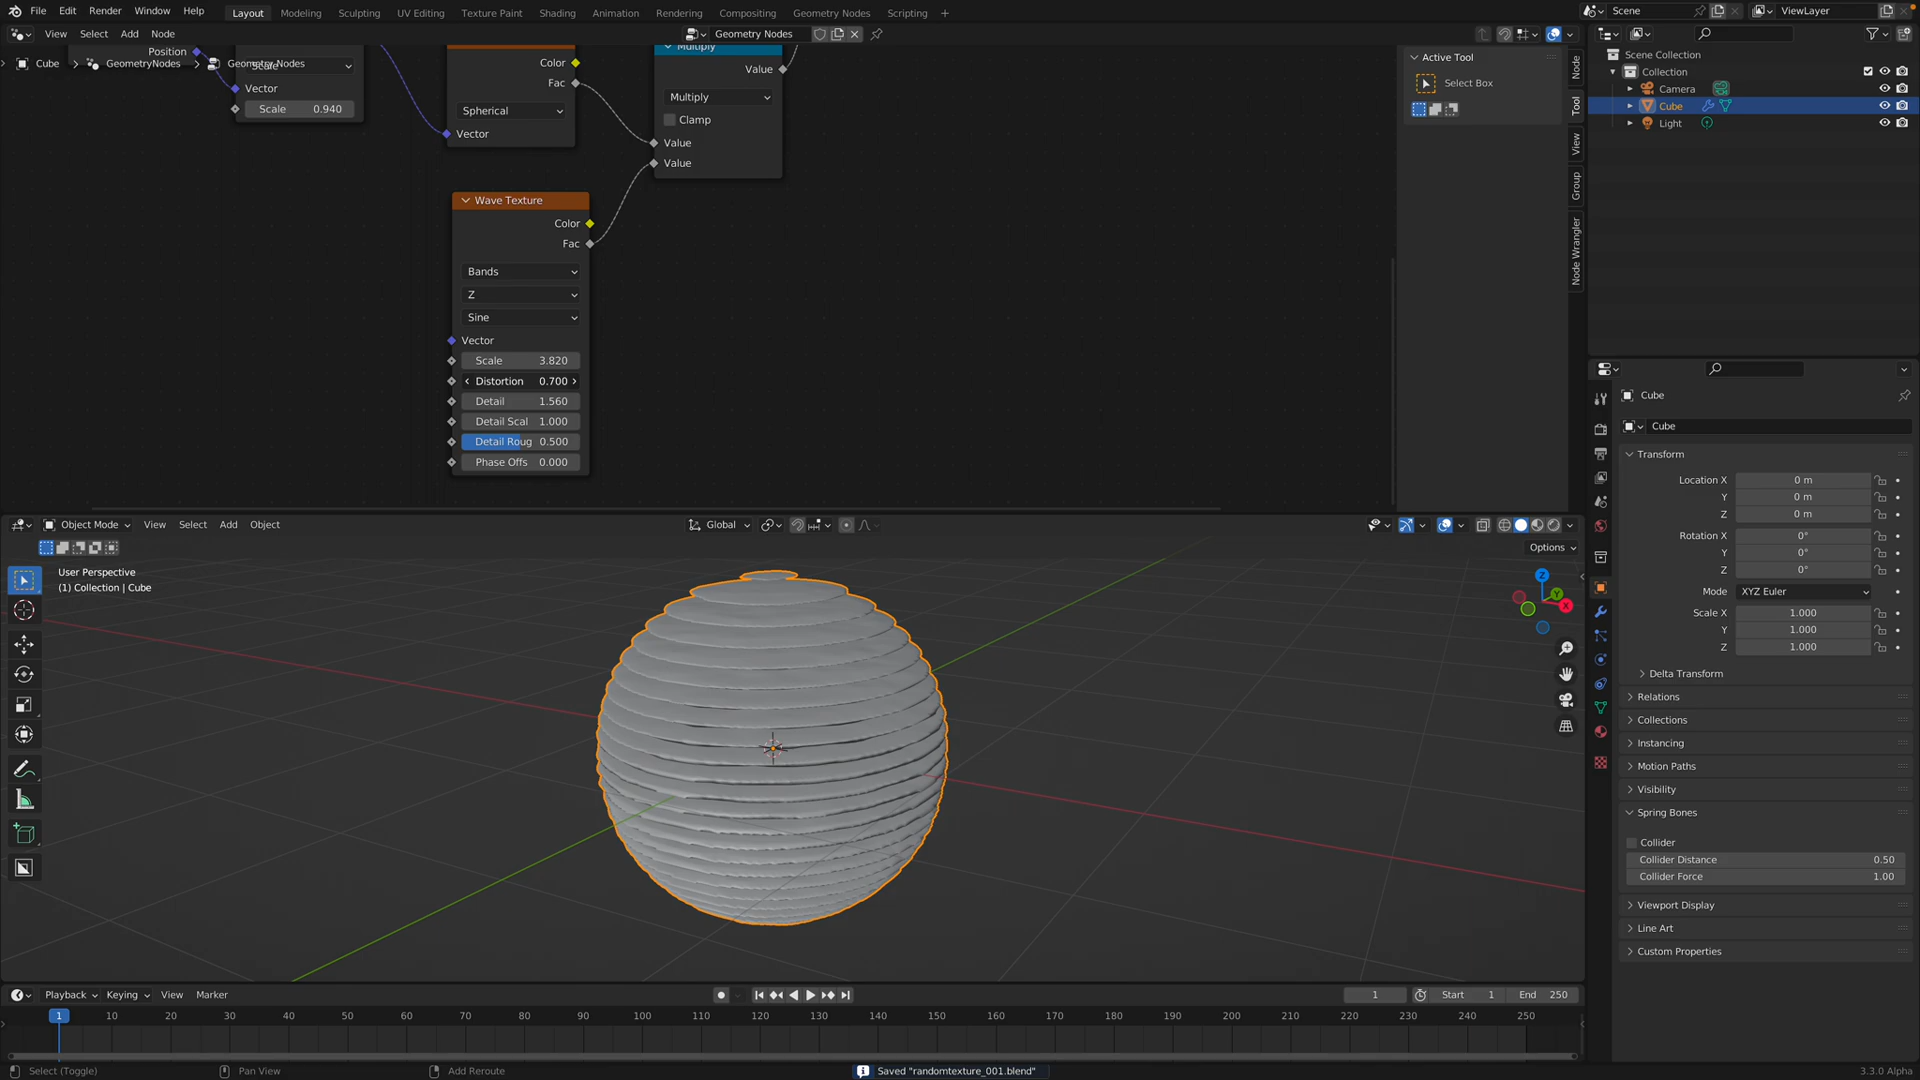 File Edit Render Window Help Layout Modeling Sculpting UV Editing Texture Paint Shading Animation Rendering Compositing Geometry Nodes Scripting + Scene ViewLayer
View Select Add Node Geometry Nodes
Cube > GeometryNodes > Geometry Nodes
Position
Scale
Vector
Scale 0.940
Color
Fac
Spherical
Vector
Multiply
Value
Multiply
Clamp
Value
Value
Wave Texture
Color
Fac
Bands
Z
Sine
Vector
Scale 3.820
Distortion 0.700
Detail 1.560
Detail Scal 1.000
Detail Roug 0.500
Phase Offs 0.000
Active Tool
Select Box
Node
Tool
View
Group
Node Wrangler
Scene Collection
Collection
Camera
Cube
Light
Object Mode View Select Add Object Global
Options
User Perspective
(1) Collection | Cube
Z
Y
X
Cube
Cube
Transform
Location X 0 m
Y 0 m
Z 0 m
Rotation X 0°
Y 0°
Z 0°
Mode XYZ Euler
Scale X 1.000
Y 1.000
Z 1.000
Delta Transform
Relations
Collections
Instancing
Motion Paths
Visibility
Spring Bones
Collider
Collider Distance 0.50
Collider Force 1.00
Viewport Display
Line Art
Custom Properties
Playback Keying View Marker 1 Start 1 End 250
1 10 20 30 40 50 60 70 80 90 100 110 120 130 140 150 160 170 180 190 200 210 220 230 240 250
Select (Toggle) Pan View Add Reroute Saved "randomtexture_001.blend" 3.3.0 Alpha